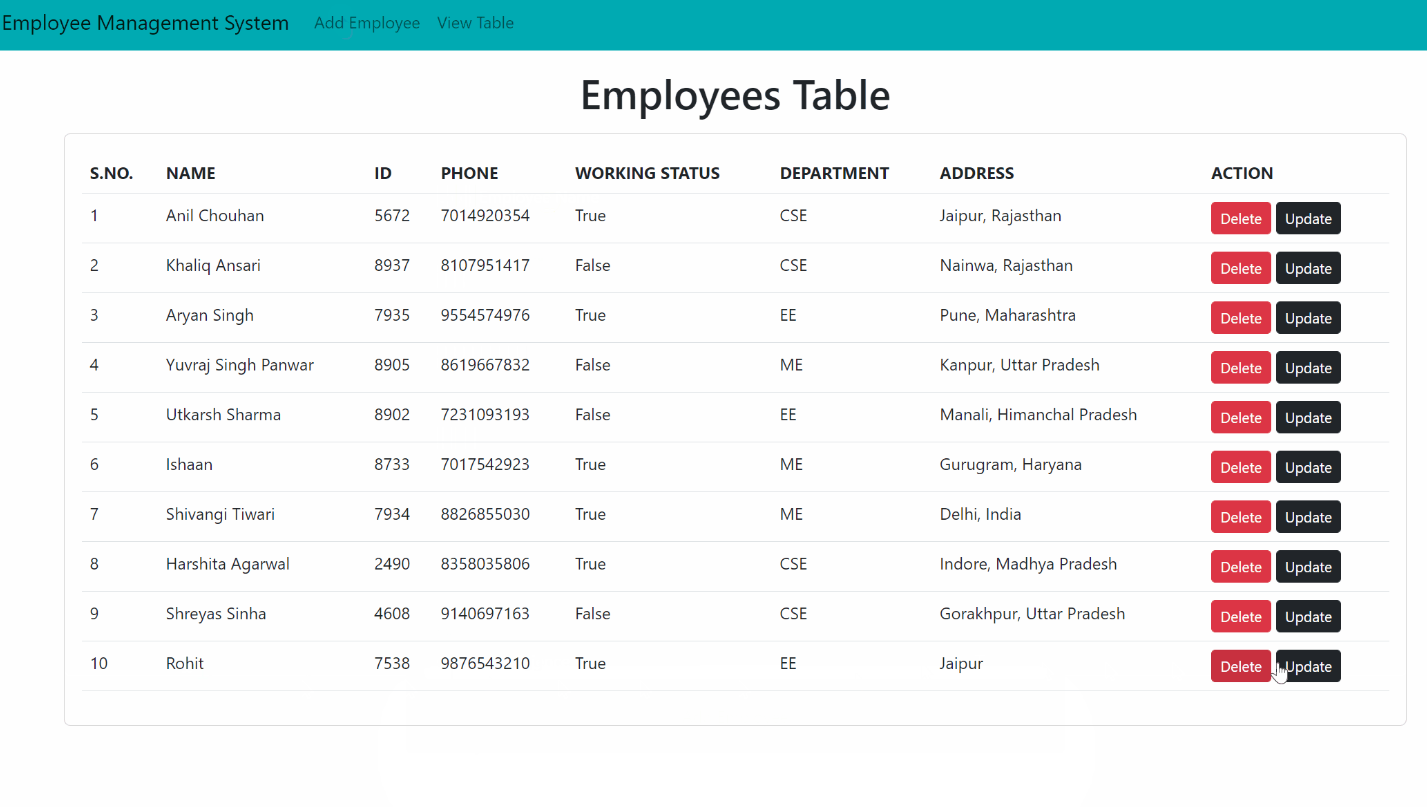 Employee Management System Add Employee View Table
Employees Table
S.NO. NAME ID PHONE WORKING STATUS DEPARTMENT ADDRESS ACTION
1 Anil Chouhan 5672 7014920354 True CSE Jaipur, Rajasthan Delete Update
2 Khaliq Ansari 8937 8107951417 False CSE Nainwa, Rajasthan Delete Update
3 Aryan Singh 7935 9554574976 True EE Pune, Maharashtra Delete Update
4 Yuvraj Singh Panwar 8905 8619667832 False ME Kanpur, Uttar Pradesh Delete Update
5 Utkarsh Sharma 8902 7231093193 False EE Manali, Himanchal Pradesh Delete Update
6 Ishaan 8733 7017542923 True ME Gurugram, Haryana Delete Update
7 Shivangi Tiwari 7934 8826855030 True ME Delhi, India Delete Update
8 Harshita Agarwal 2490 8358035806 True CSE Indore, Madhya Pradesh Delete Update
9 Shreyas Sinha 4608 9140697163 False CSE Gorakhpur, Uttar Pradesh Delete Update
10 Rohit 7538 9876543210 True EE Jaipur Delete Update